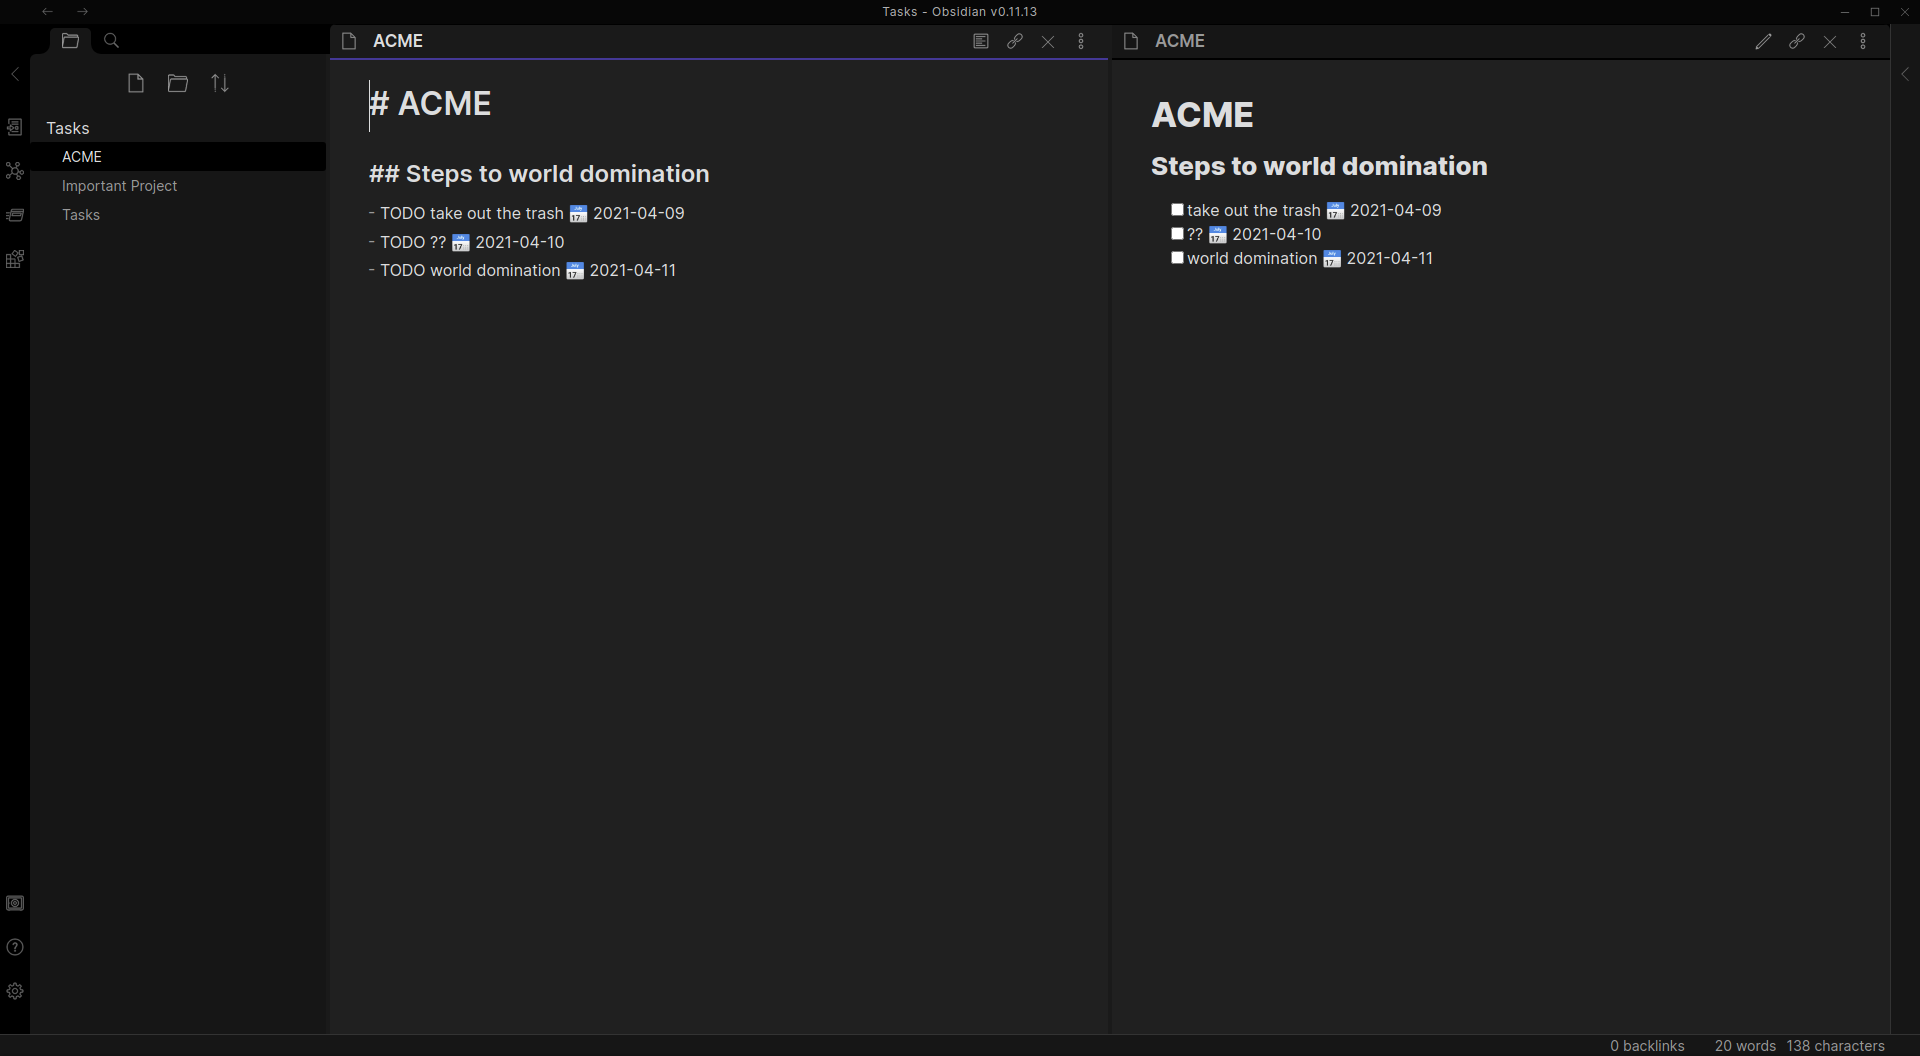 Tasks - Obsidian v0.11.13
Tasks
ACME
Important Project
Tasks
ACME
# ACME
## Steps to world domination
- TODO take out the trash 📅 2021-04-09
- TODO ?? 📅 2021-04-10
- TODO world domination 📅 2021-04-11
ACME
ACME
Steps to world domination
take out the trash 📅 2021-04-09
?? 📅 2021-04-10
world domination 📅 2021-04-11
0 backlinks 20 words 138 characters